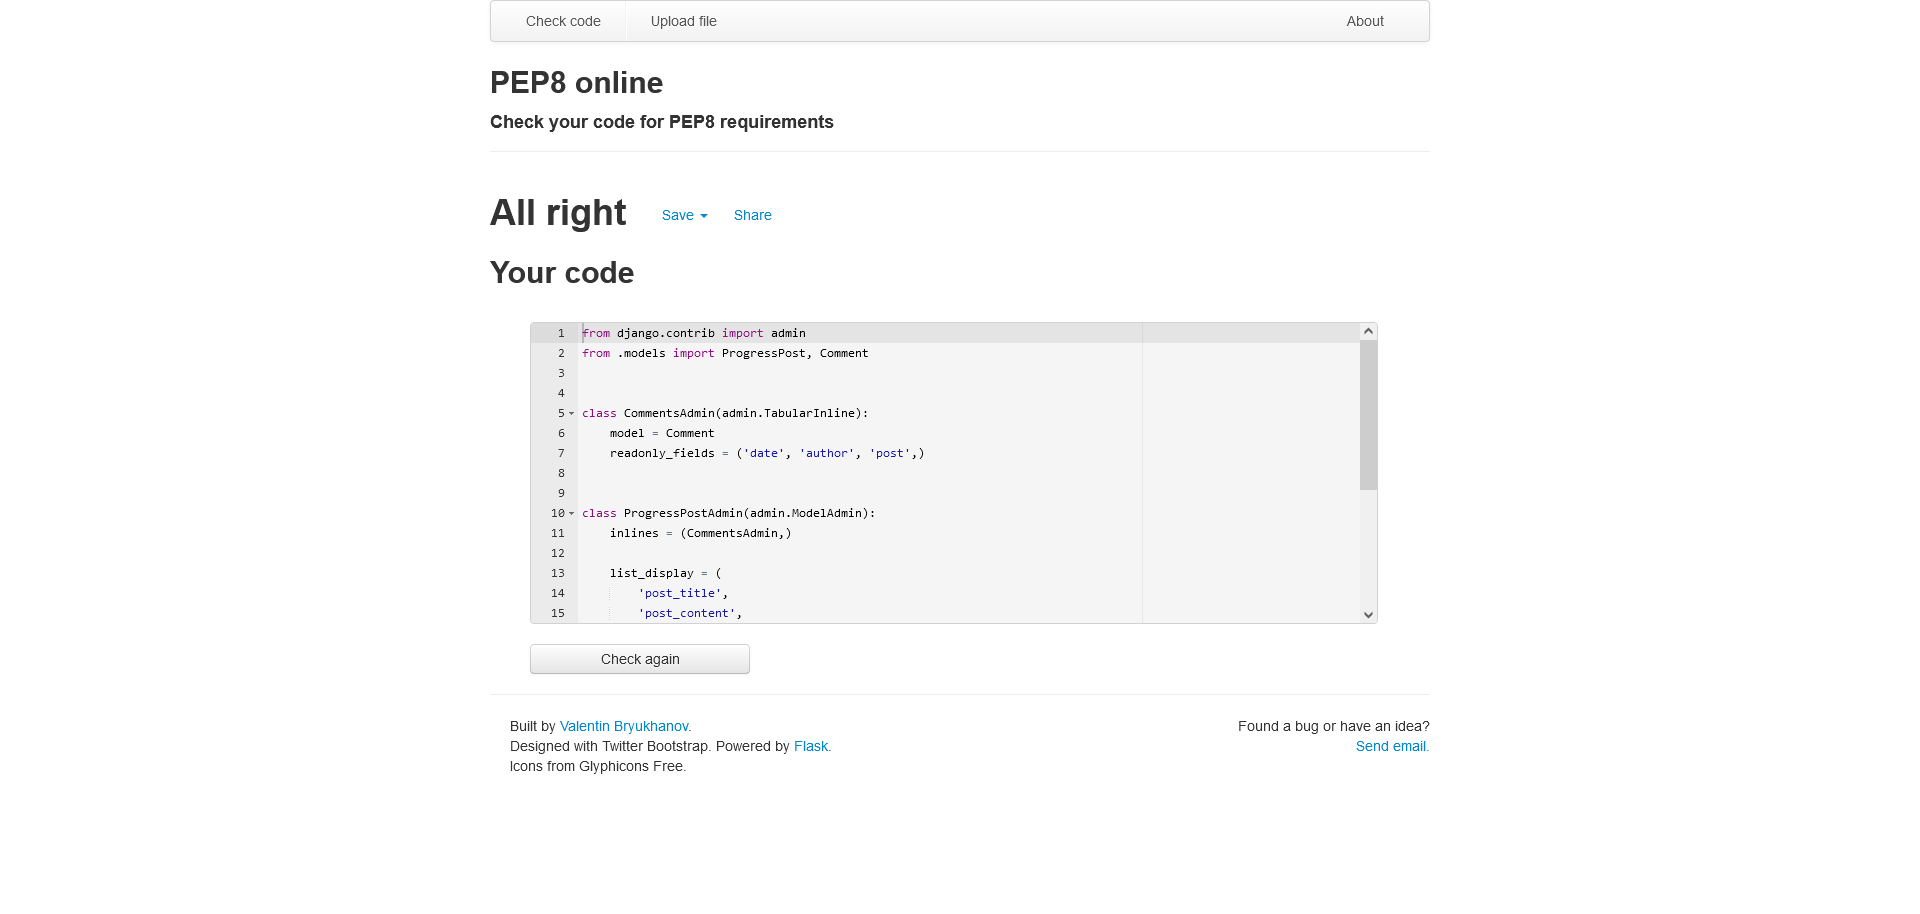 Check code Upload file About
PEP8 online
Check your code for PEP8 requirements
All right Save Share
Your code
1 from django.contrib import admin
2 from .models import ProgressPost, Comment
3
4
5 class CommentsAdmin(admin.TabularInline):
6 model = Comment
7 readonly_fields = ('date', 'author', 'post',)
8
9
10 class ProgressPostAdmin(admin.ModelAdmin):
11 inlines = (CommentsAdmin,)
12
13 list_display = (
14 'post_title',
15 'post_content',
Check again
Built by Valentin Bryukhanov. Found a bug or have an idea?
Designed with Twitter Bootstrap. Powered by Flask. Send email.
Icons from Glyphicons Free.